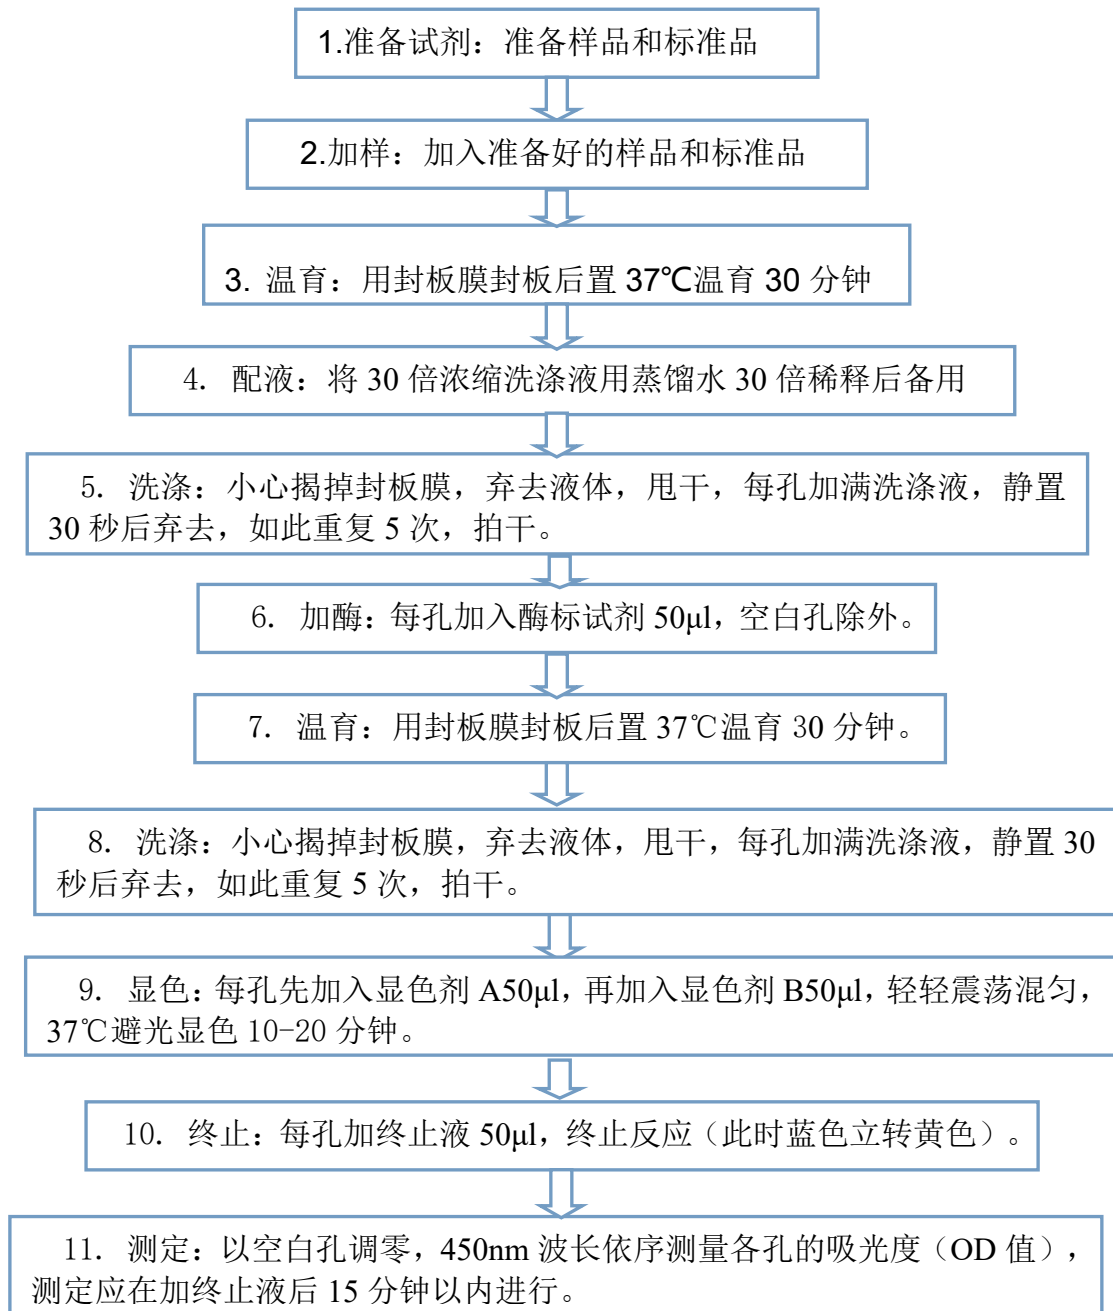 1.准备试剂：准备样品和标准品
2.加样：加入准备好的样品和标准品
3. 温育：用封板膜封板后置 37℃温育 30 分钟
4. 配液：将 30 倍浓缩洗涤液用蒸馏水 30 倍稀释后备用
5. 洗涤：小心揭掉封板膜，弃去液体，甩干，每孔加满洗涤液，静置
30 秒后弃去，如此重复 5 次，拍干。
6. 加酶：每孔加入酶标试剂 50μl，空白孔除外。
7. 温育：用封板膜封板后置 37℃温育 30 分钟。
8. 洗涤：小心揭掉封板膜，弃去液体，甩干，每孔加满洗涤液，静置 30
秒后弃去，如此重复 5 次，拍干。
9. 显色：每孔先加入显色剂 A50μl，再加入显色剂 B50μl，轻轻震荡混匀，
37℃避光显色 10-20 分钟。
10. 终止：每孔加终止液 50μl，终止反应（此时蓝色立转黄色）。
11. 测定：以空白孔调零，450nm 波长依序测量各孔的吸光度（OD 值），
测定应在加终止液后 15 分钟以内进行。